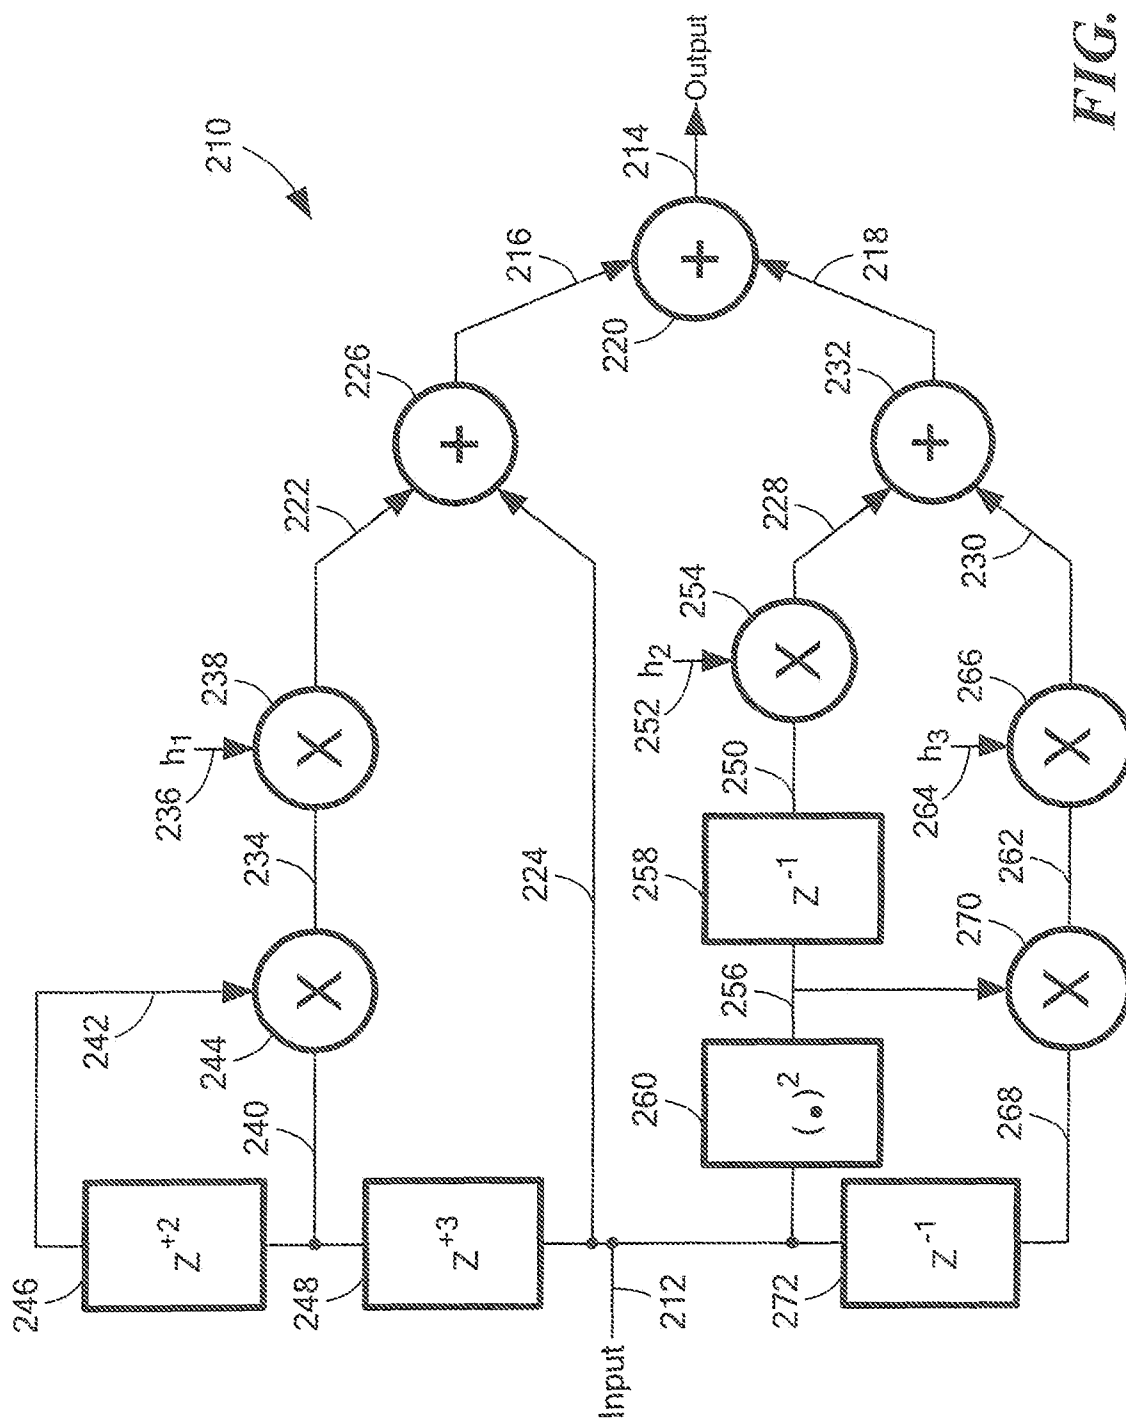 246
Z+2
242
210
236
h1
244
X
238
X
240
234
222
248
Z+3
226
+
216
224
Input
212
220
+
214
Output
260
(•)2
256
258
Z-1
250
252
h2
254
X
228
272
Z-1
232
+
218
264
h3
270
X
266
X
230
268
262
FIG.